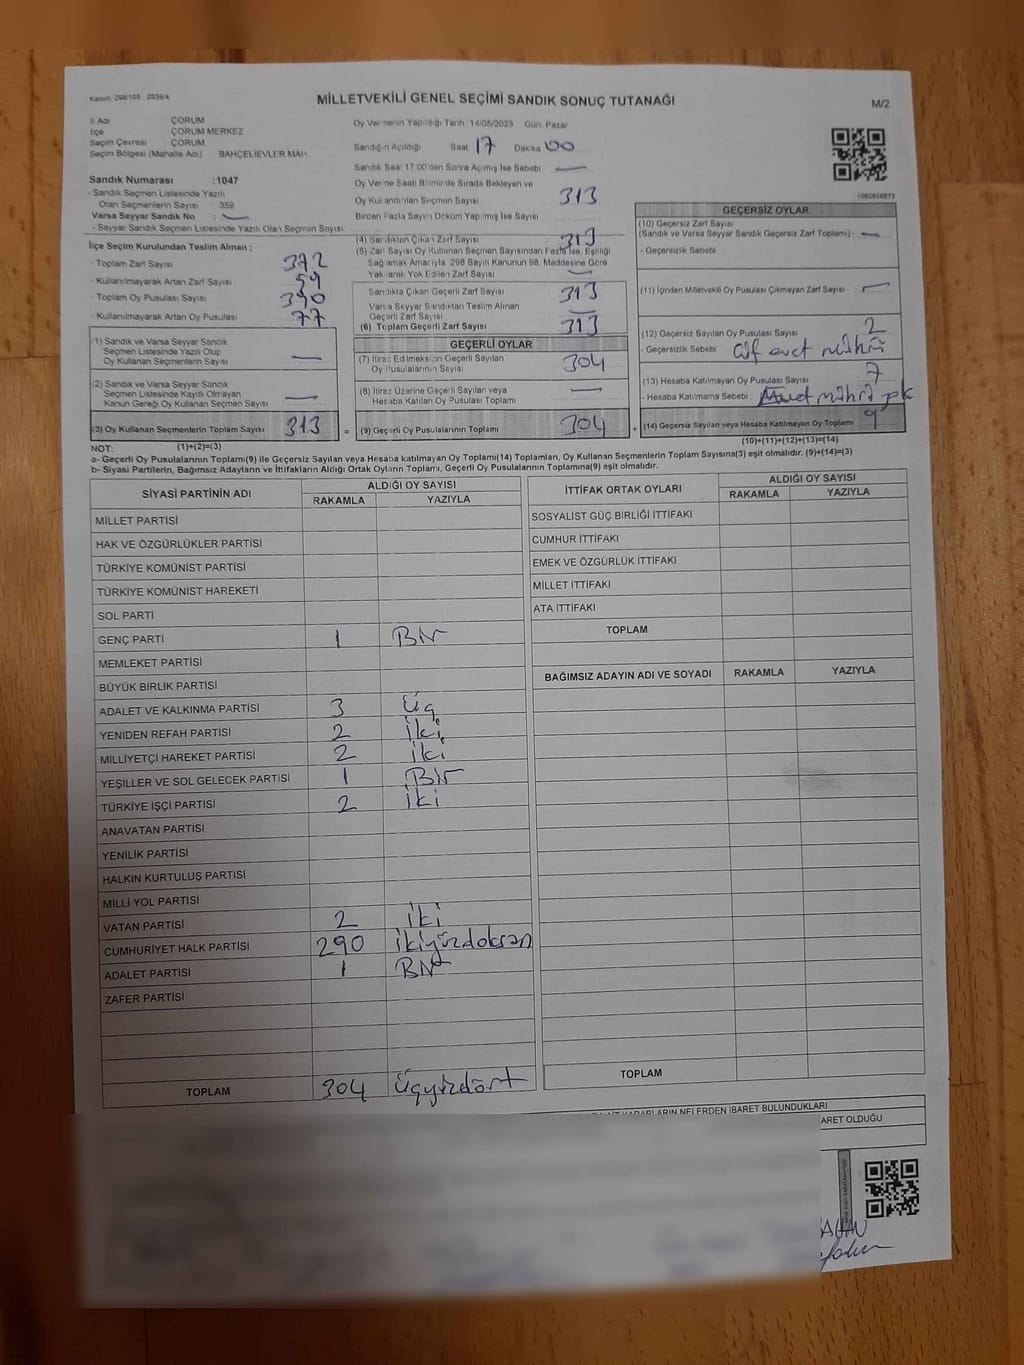 Kanun: 298/105 . 2839/4
MİLLETVEKİLİ GENEL SEÇİMİ SANDIK SONUÇ TUTANAĞI
M/2
İl Adı ÇORUM
İlçe ÇORUM MERKEZ
Seçim Çevresi ÇORUM
Seçim Bölgesi (Mahalle Adı) BAHÇELİEVLER MAH
Sandık Numarası :1047
- Sandık Seçmen Listesinde Yazılı
Olan Seçmenlerin Sayısı : 359
Varsa Seyyar Sandık No : —
- Seyyar Sandık Seçmen Listesinde Yazılı Olan Seçmen Sayısı:
İlçe Seçim Kurulundan Teslim Alınan :
- Toplam Zarf Sayısı 372
- Kullanılmayarak Artan Zarf Sayısı 59
- Toplam Oy Pusulası Sayısı 390
- Kullanılmayarak Artan Oy Pusulası 77
(1) Sandık ve Varsa Seyyar Sandık
Seçmen Listesinde Yazılı Olup
Oy Kullanan Seçmenlerin Sayısı —
(2) Sandık ve Varsa Seyyar Sandık
Seçmen Listesinde Kayıtlı Olmayan
Kanun Gereği Oy Kullanan Seçmen Sayısı —
(3) Oy Kullanan Seçmenlerin Toplam Sayısı 313 =
Oy Vermenin Yapıldığı Tarih :14/05/2023 Gün: Pazar
Sandığın Açıldığı Saat 17 Dakika 00
Sandık Saat 17:00'den Sonra Açılmış İse Sebebi —
Oy Verme Saati Bitiminde Sırada Bekleyen ve
Oy Kullandırılan Seçmen Sayısı 313
Birden Fazla Sayım Döküm Yapılmış İse Sayısı
(4) Sandıktan Çıkan Zarf Sayısı 313
(5) Zarf Sayısı Oy Kullanan Seçmen Sayısından Fazla İse, Eşitliği
Sağlamak Amacıyla 298 Sayılı Kanunun 98. Maddesine Göre
Yakılarak Yok Edilen Zarf Sayısı —
Sandıkta Çıkan Geçerli Zarf Sayısı 313
Varsa Seyyar Sandıktan Teslim Alınan
Geçerli Zarf Sayısı —
(6) Toplam Geçerli Zarf Sayısı 313
GEÇERLİ OYLAR
(7) İtiraz Edilmeksizin Geçerli Sayılan
Oy Pusulalarının Sayısı 304
(8) İtiraz Üzerine Geçerli Sayılan veya
Hesaba Katılan Oy Pusulası Toplamı —
(9) Geçerli Oy Pusulalarının Toplamı 304 +
1683858873
GEÇERSİZ OYLAR
(10) Geçersiz Zarf Sayısı
(Sandık ve Varsa Seyyar Sandık Geçersiz Zarf Toplamı) : —
- Geçersizlik Sebebi :
(11) İçinden Milletvekili Oy Pusulası Çıkmayan Zarf Sayısı : —
(12) Geçersiz Sayılan Oy Pusulası Sayısı 2
- Geçersizlik Sebebi : Çift evet mührü
(13) Hesaba Katılmayan Oy Pusulası Sayısı 7
- Hesaba Katılmama Sebebi : mührü yok
(14) Geçersiz Sayılan veya Hesaba Katılmayan Oy Toplamı 9
NOT: (1)+(2)=(3)
(10)+(11)+(12)+(13)=(14)
a- Geçerli Oy Pusulalarının Toplamı(9) ile Geçersiz Sayılan veya Hesaba katılmayan Oy Toplamı(14) Toplamları, Oy Kullanan Seçmenlerin Toplam Sayısına(3) eşit olmalıdır. (9)+(14)=(3)
b- Siyasi Partilerin, Bağımsız Adayların ve İttifakların Aldığı Ortak Oyların Toplamı, Geçerli Oy Pusulalarının Toplamına(9) eşit olmalıdır.
SİYASİ PARTİNİN ADI ALDIĞI OY SAYISI
RAKAMLA YAZIYLA
MİLLET PARTİSİ
HAK VE ÖZGÜRLÜKLER PARTİSİ
TÜRKİYE KOMÜNİST PARTİSİ
TÜRKİYE KOMÜNİST HAREKETİ
SOL PARTİ
GENÇ PARTİ 1 Bir
MEMLEKET PARTİSİ
BÜYÜK BİRLİK PARTİSİ
ADALET VE KALKINMA PARTİSİ 3 üç
YENİDEN REFAH PARTİSİ 2 iki
MİLLİYETÇİ HAREKET PARTİSİ 2 iki
YEŞİLLER VE SOL GELECEK PARTİSİ 1 Bir
TÜRKİYE İŞÇİ PARTİSİ 2 iki
ANAVATAN PARTİSİ
YENİLİK PARTİSİ
HALKIN KURTULUŞ PARTİSİ
MİLLİ YOL PARTİSİ
VATAN PARTİSİ 2 iki
CUMHURİYET HALK PARTİSİ 290 ikiyüzdoksan
ADALET PARTİSİ 1 Bir
ZAFER PARTİSİ
TOPLAM 304 üçyüzdört
İTTİFAK ORTAK OYLARI ALDIĞI OY SAYISI
RAKAMLA YAZIYLA
SOSYALİST GÜÇ BİRLİĞİ İTTİFAKI
CUMHUR İTTİFAKI
EMEK VE ÖZGÜRLÜK İTTİFAKI
MİLLET İTTİFAKI
ATA İTTİFAKI
TOPLAM
BAĞIMSIZ ADAYIN ADI VE SOYADI RAKAMLA YAZIYLA
TOPLAM
KARARLARIN NELERDEN İBARET BULUNDUKLARI
ARET OLDUĞU